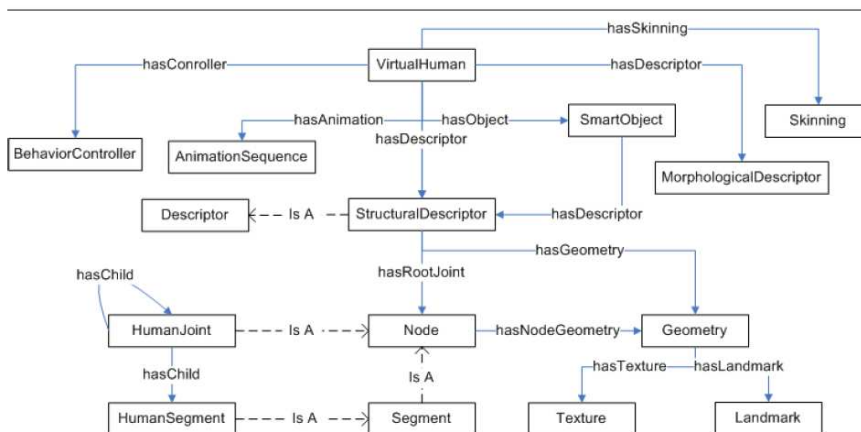 hasSkinning
hasConroller VirtualHuman hasDescriptor
hasAnimation hasObject SmartObject Skinning
hasDescriptor
BehaviorController AnimationSequence
MorphologicalDescriptor
Descriptor Is A StructuralDescriptor hasDescriptor
hasGeometry
hasChild hasRootJoint
HumanJoint Is A Node hasNodeGeometry Geometry
hasTexture hasLandmark
hasChild Is A
HumanSegment Is A Segment Texture Landmark